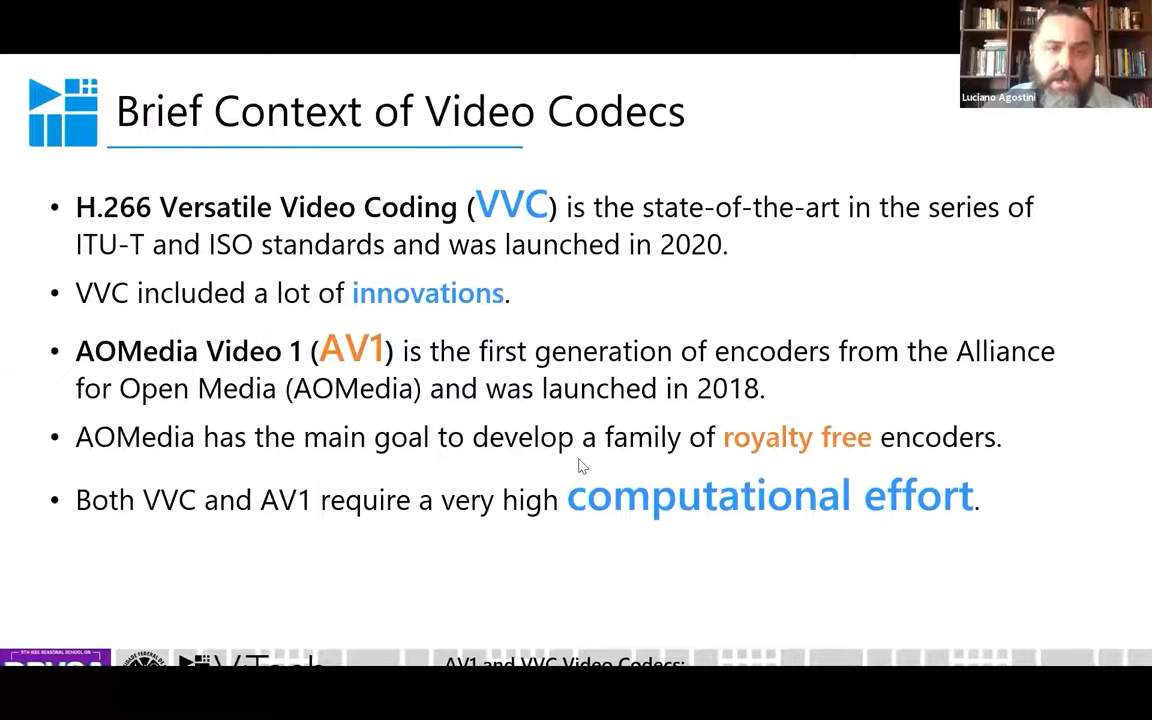 Luciano Agostini
Brief Context of Video Codecs
• H.266 Versatile Video Coding (VVC) is the state-of-the-art in the series of
ITU-T and ISO standards and was launched in 2020.
• VVC included a lot of innovations.
• AOMedia Video 1 (AV1) is the first generation of encoders from the Alliance
for Open Media (AOMedia) and was launched in 2018.
• AOMedia has the main goal to develop a family of royalty free encoders.
• Both VVC and AV1 require a very high computational effort.
AV1 and VVC Video Codecs: